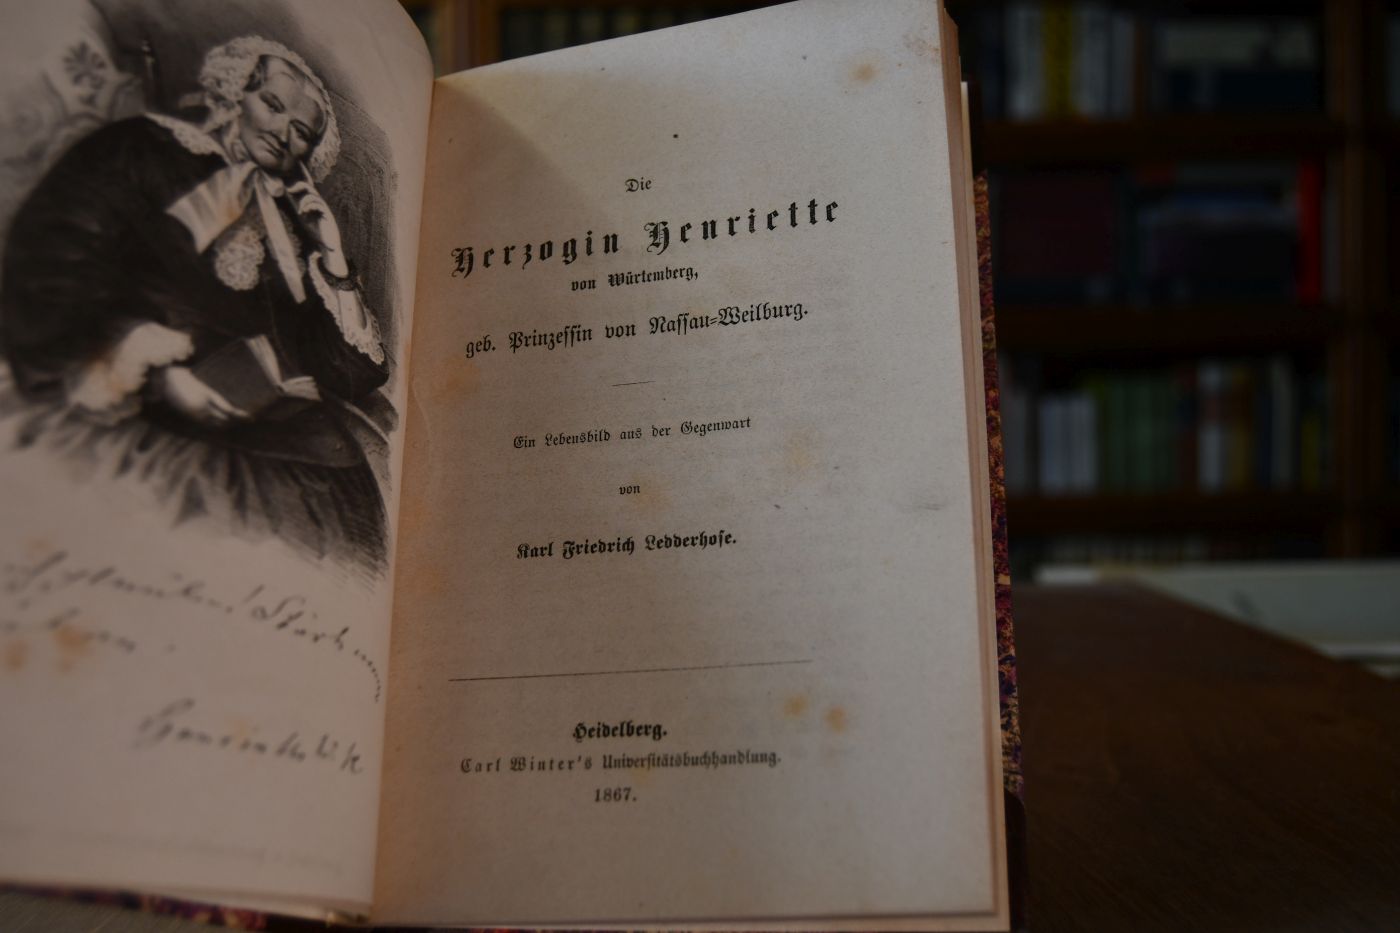 Die
Herzogin Henriette
von Würtemberg,
geb. Prinzessin von Nassau-Weilburg.
Ein Lebensbild aus der Gegenwart
von
Karl Friedrich Ledderhose.
Heidelberg.
Carl Winter's Universitätsbuchhandlung.
1867.